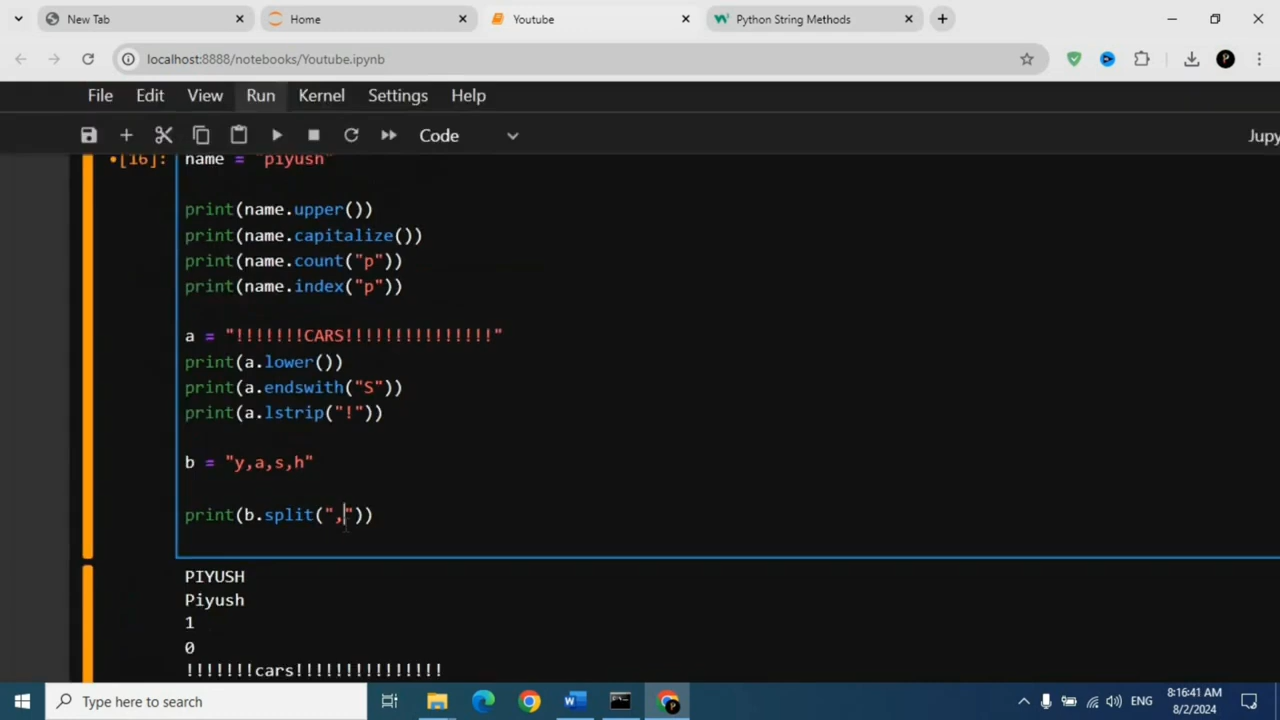 New Tab
Home
Youtube
Python String Methods
localhost:8888/notebooks/Youtube.ipynb
File Edit View Run Kernel Settings Help
Code
Jupy
[16]:
name = "piyush"
print(name.upper())
print(name.capitalize())
print(name.count("p"))
print(name.index("p"))
a = "!!!!!!!CARS!!!!!!!!!!!!!!!"
print(a.lower())
print(a.endswith("S"))
print(a.lstrip("!"))
b = "y,a,s,h"
print(b.split(","))
PIYUSH
Piyush
1
0
!!!!!!!cars!!!!!!!!!!!!!!!
Type here to search
ENG
8:16:41 AM
8/2/2024